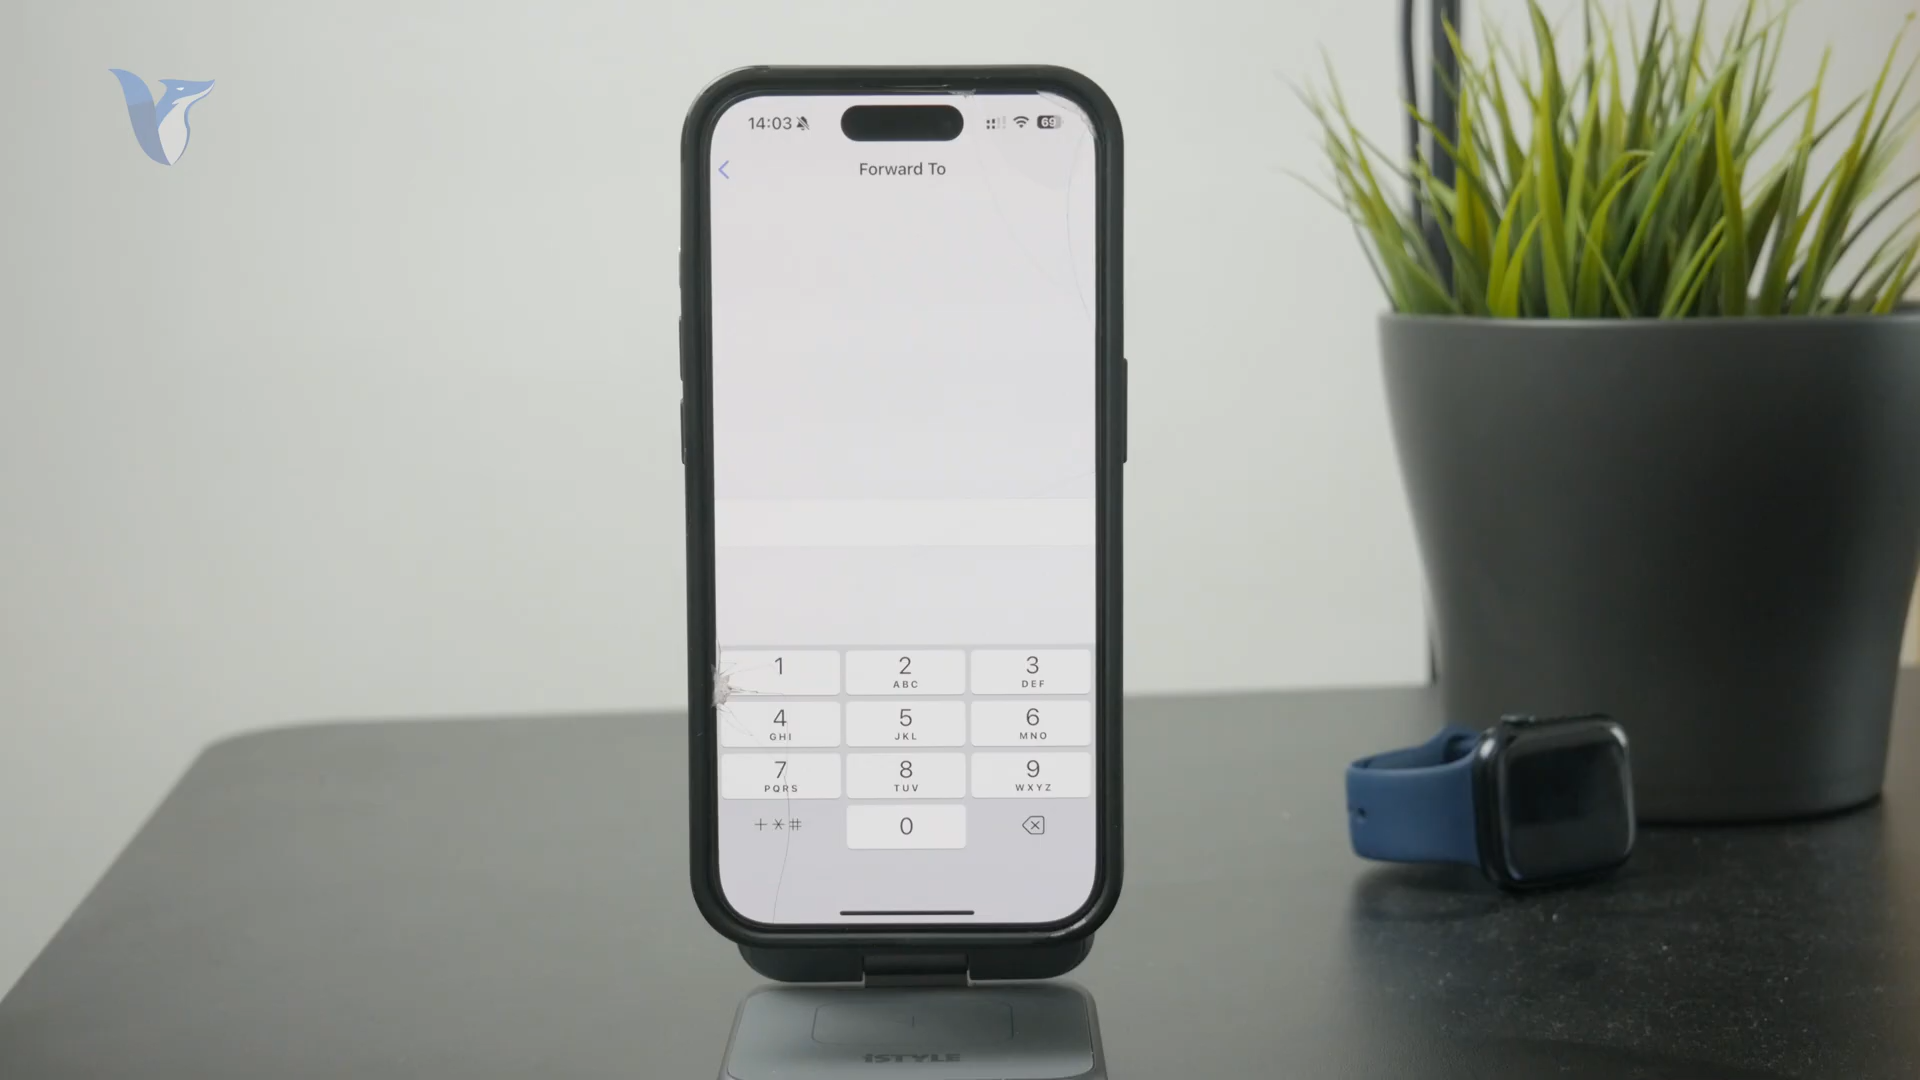 14:03
69
Forward To
1
2
ABC
3
DEF
4
GHI
5
JKL
6
MNO
7
PQRS
8
TUV
9
WXYZ
+*#
0
iSTYLE